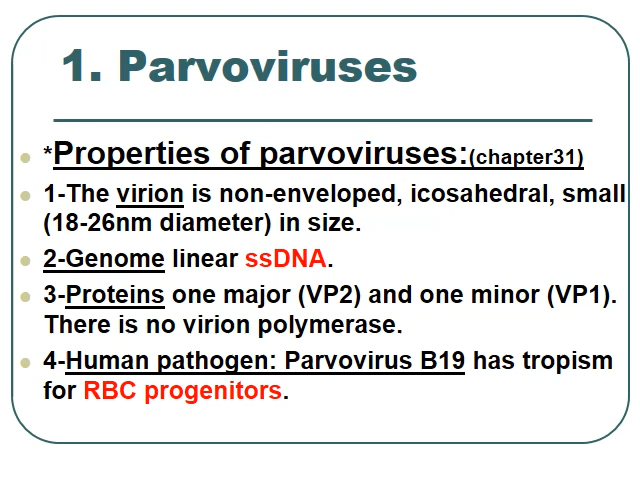 1. Parvoviruses
*Properties of parvoviruses:(chapter31)
1-The virion is non-enveloped, icosahedral, small
(18-26nm diameter) in size.
2-Genome linear ssDNA.
3-Proteins one major (VP2) and one minor (VP1).
There is no virion polymerase.
4-Human pathogen: Parvovirus B19 has tropism
for RBC progenitors.